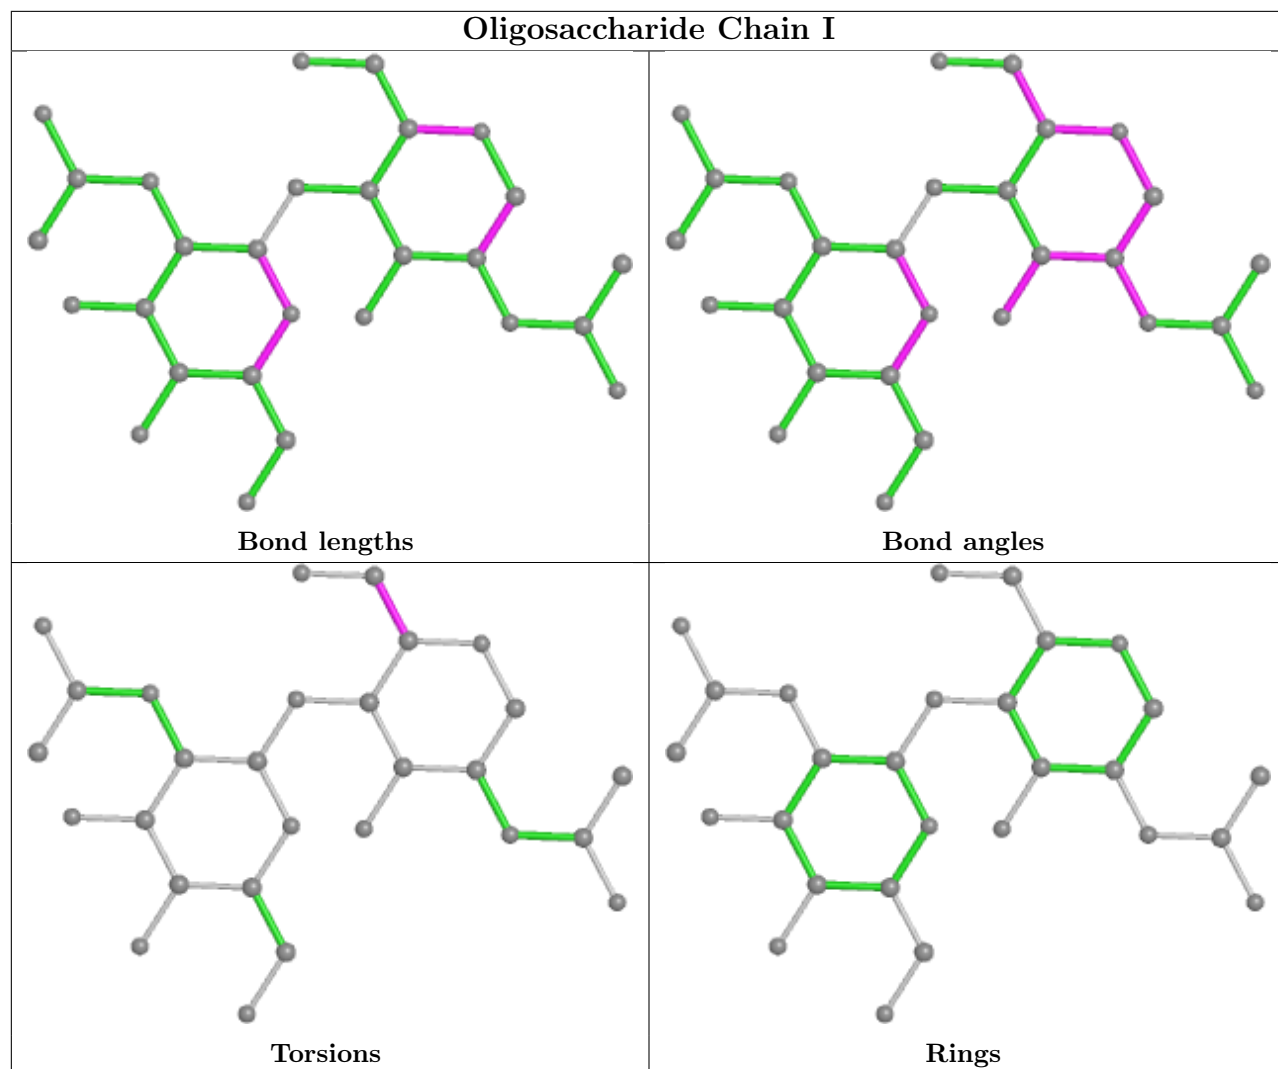 Oligosaccharide Chain I
Bond lengths
Bond angles
Torsions
Rings